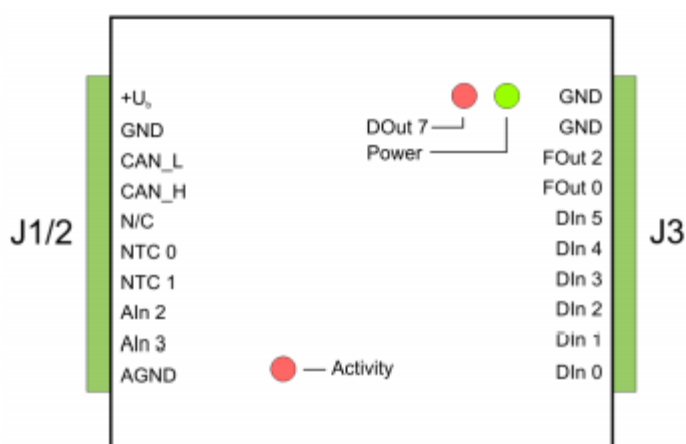 +U_b
GND
CAN_L
CAN_H
N/C
NTC 0
NTC 1
AIn 2
AIn 3
AGND
J1/2
DOut 7
Power
Activity
GND
GND
FOut 2
FOut 0
DIn 5
DIn 4
DIn 3
DIn 2
DIn 1
DIn 0
J3